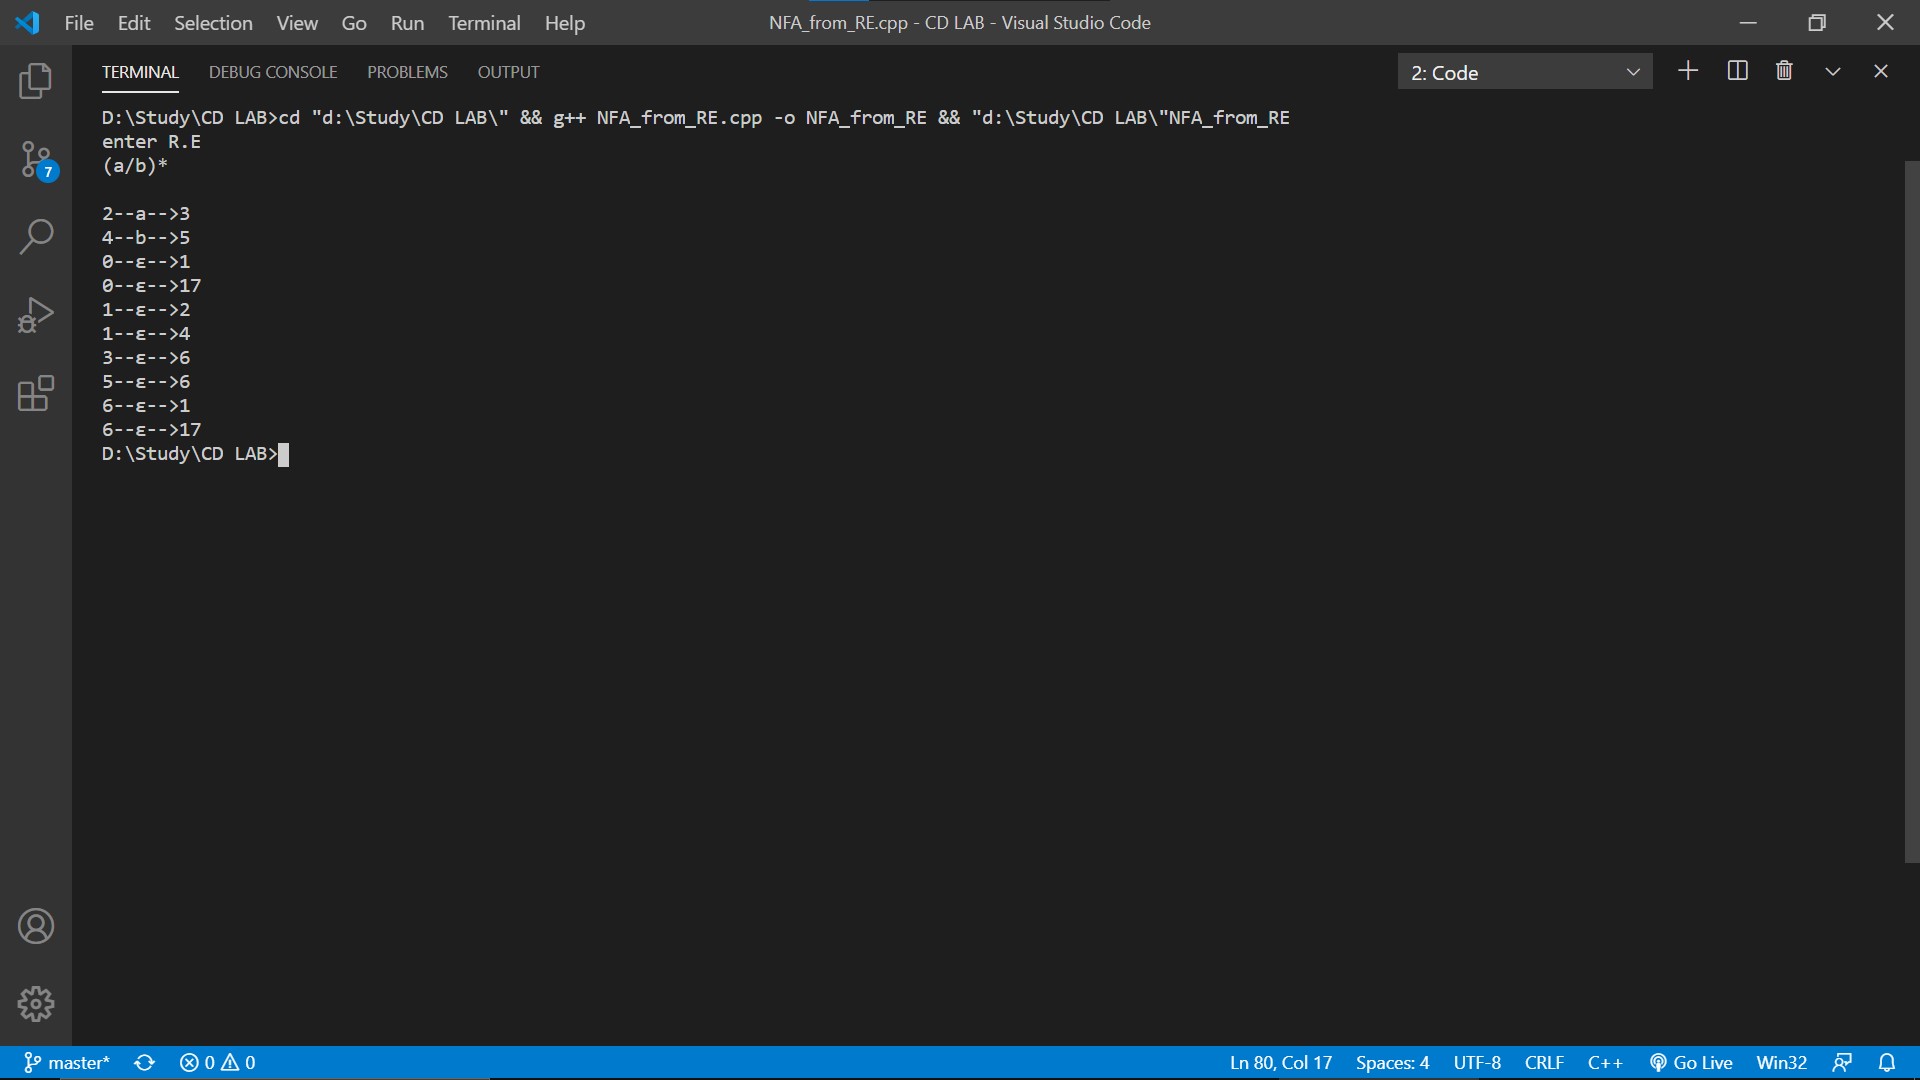 File Edit Selection View Go Run Terminal Help
NFA_from_RE.cpp - CD LAB - Visual Studio Code
TERMINAL DEBUG CONSOLE PROBLEMS OUTPUT
2: Code
D:\Study\CD LAB>cd "d:\Study\CD LAB\" && g++ NFA_from_RE.cpp -o NFA_from_RE && "d:\Study\CD LAB\"NFA_from_RE
enter R.E
(a/b)*
2--a-->3
4--b-->5
0--ε-->1
0--ε-->17
1--ε-->2
1--ε-->4
3--ε-->6
5--ε-->6
6--ε-->1
6--ε-->17
D:\Study\CD LAB>
7
master* 0 0
Ln 80, Col 17 Spaces: 4 UTF-8 CRLF C++ Go Live Win32